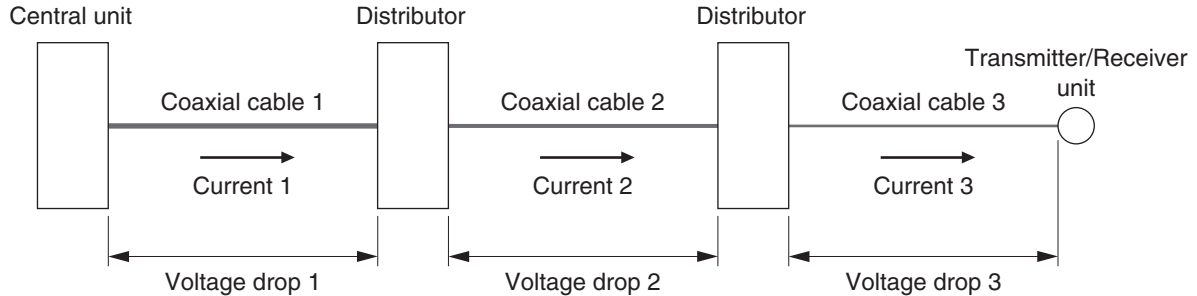 Central unit
Distributor
Distributor
Transmitter/Receiver
unit
Coaxial cable 1
Coaxial cable 2
Coaxial cable 3
Current 1
Current 2
Current 3
Voltage drop 1
Voltage drop 2
Voltage drop 3